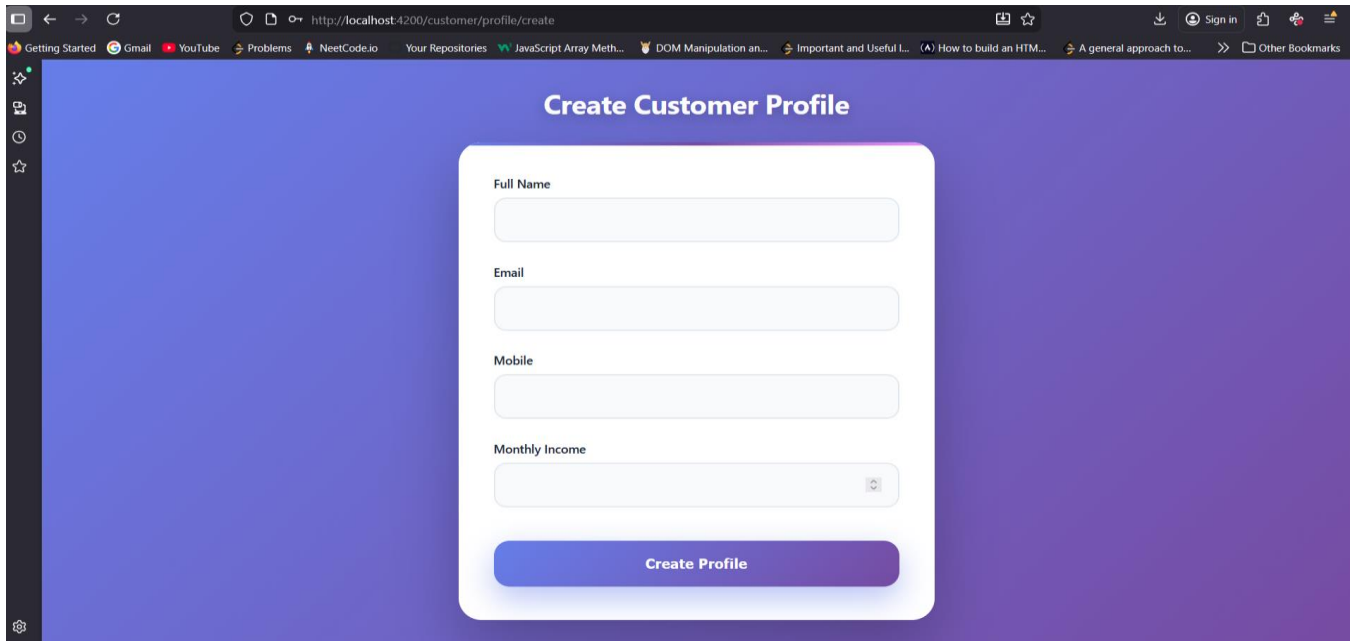 http://localhost:4200/customer/profile/create
Sign in
Getting Started Gmail YouTube Problems NeetCode.io Your Repositories JavaScript Array Meth... DOM Manipulation an... Important and Useful l... How to build an HTM... A general approach to... Other Bookmarks
Create Customer Profile
Full Name
Email
Mobile
Monthly Income
Create Profile